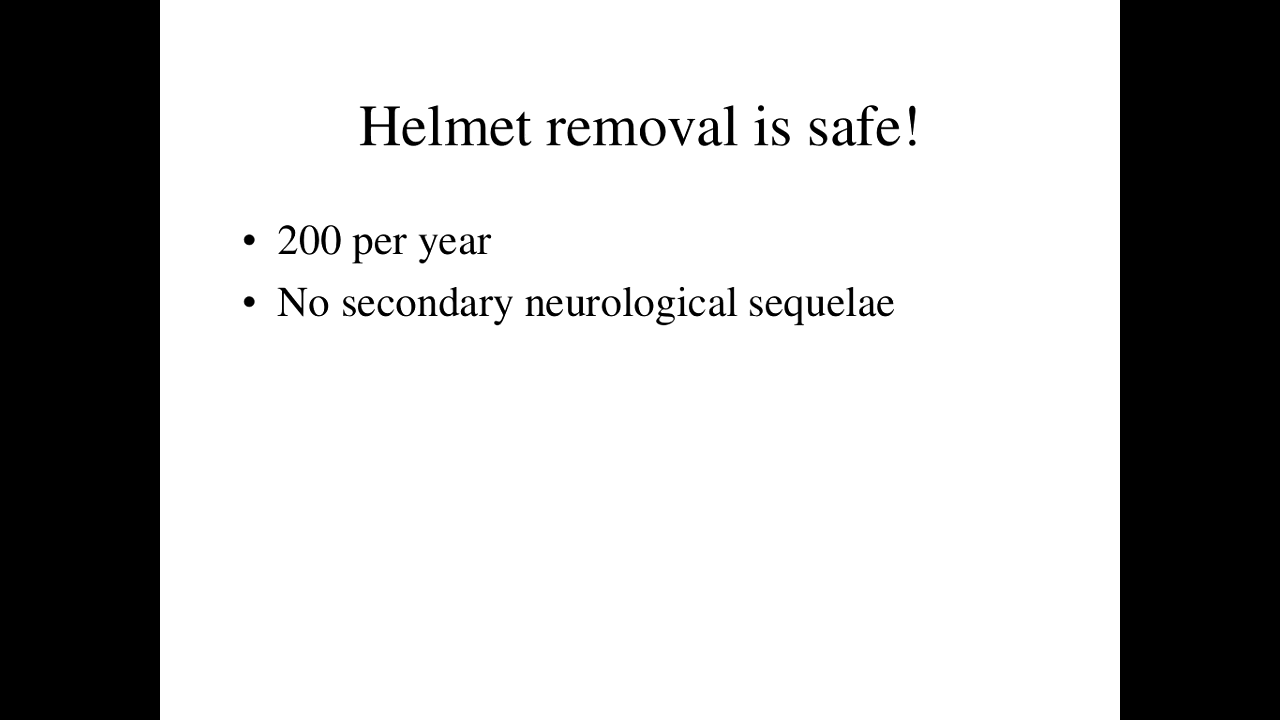 Helmet removal is safe!
• 200 per year
• No secondary neurological sequelae